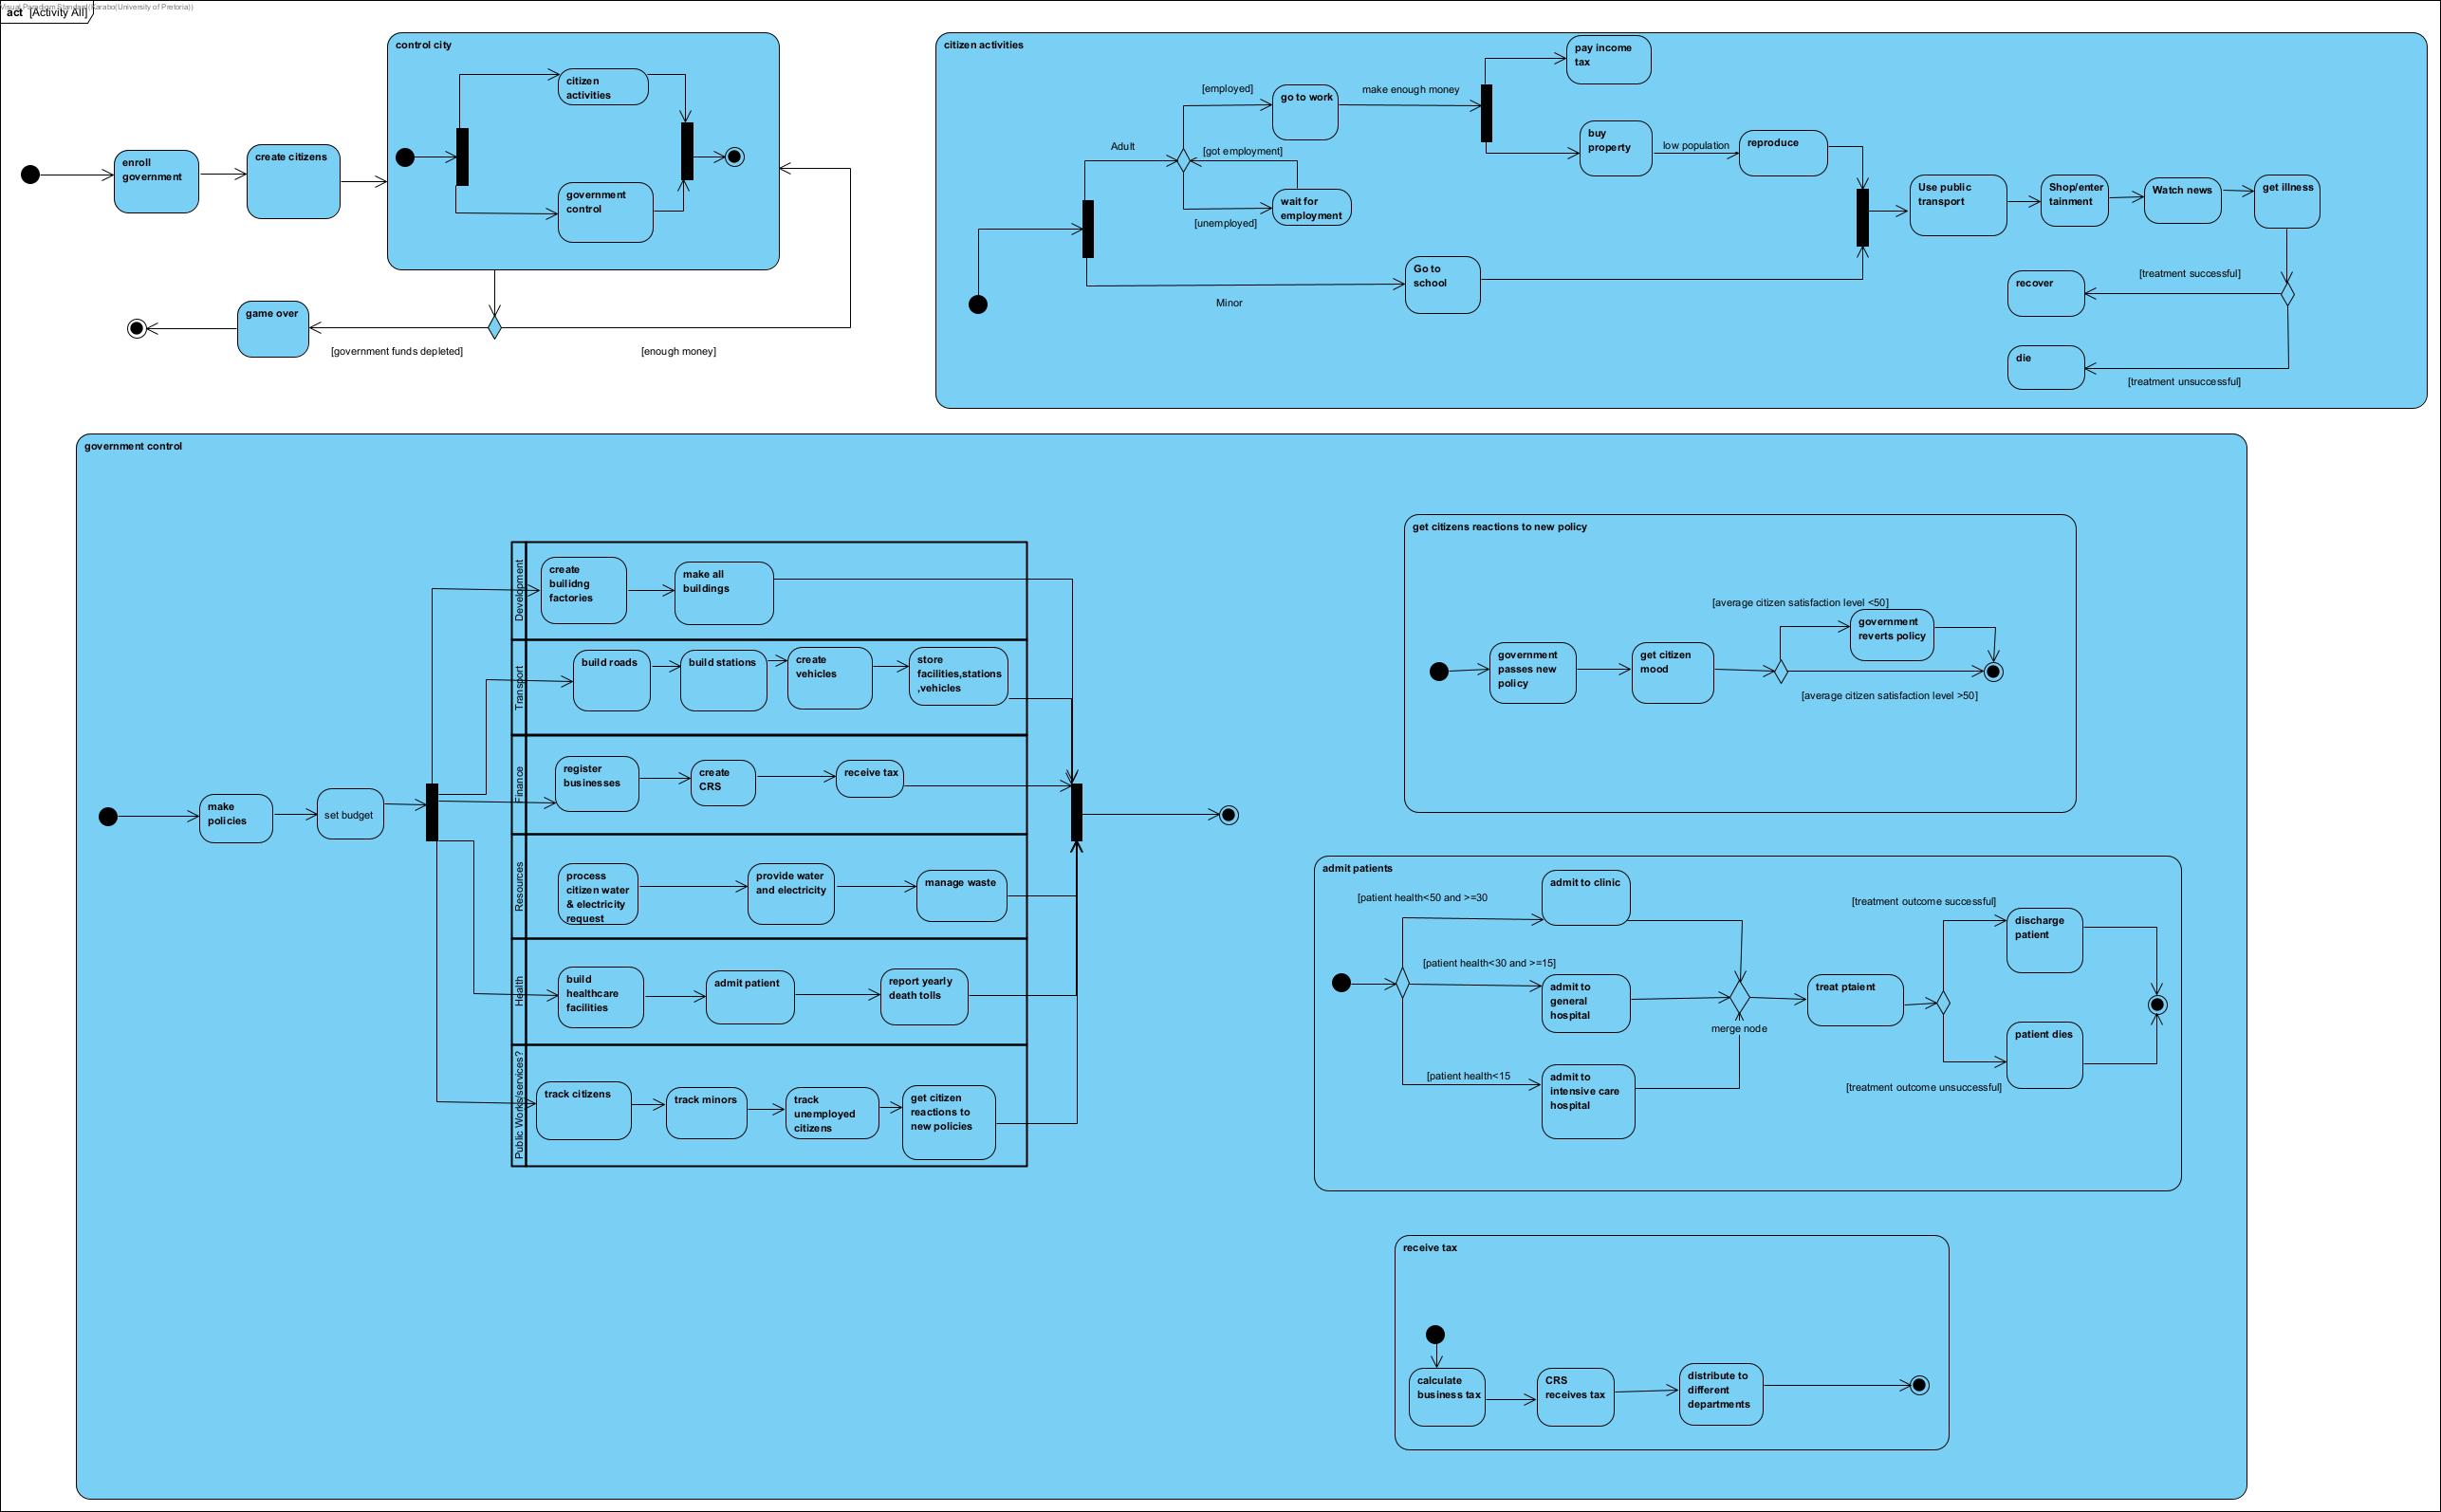 Visual Paradigm Standard(Karabo(University of Pretoria))
act [Activity All]
control city
citizen
activities
government
control
enroll
government
create citizens
game over
[government funds depleted]
[enough money]
citizen activities
pay income
tax
[employed]
go to work
make enough money
buy
property
low population
reproduce
Adult
[got employment]
wait for
employment
[unemployed]
Go to
school
Minor
Use public
transport
Shop/enter
tainment
Watch news
get illness
[treatment successful]
recover
die
[treatment unsuccessful]
government control
make
policies
set budget
Development
create
builidng
factories
make all
buildings
Transport
build roads
build stations
create
vehicles
store
facilities,stations
,vehicles
Finance
register
businesses
create
CRS
receive tax
Resources
process
citizen water
& electricity
request
provide water
and electricity
manage waste
Health
build
healthcare
facilities
admit patient
report yearly
death tolls
Public Works/services?
track citizens
track minors
track
unemployed
citizens
get citizen
reactions to
new policies
get citizens reactions to new policy
[average citizen satisfaction level <50]
government
reverts policy
government
passes new
policy
get citizen
mood
[average citizen satisfaction level >50]
admit patients
[patient health<50 and >=30
admit to clinic
[patient health<30 and >=15]
admit to
general
hospital
merge node
[patient health<15
admit to
intensive care
hospital
treat ptaient
[treatment outcome successful]
discharge
patient
patient dies
[treatment outcome unsuccessful]
receive tax
calculate
business tax
CRS
receives tax
distribute to
different
departments